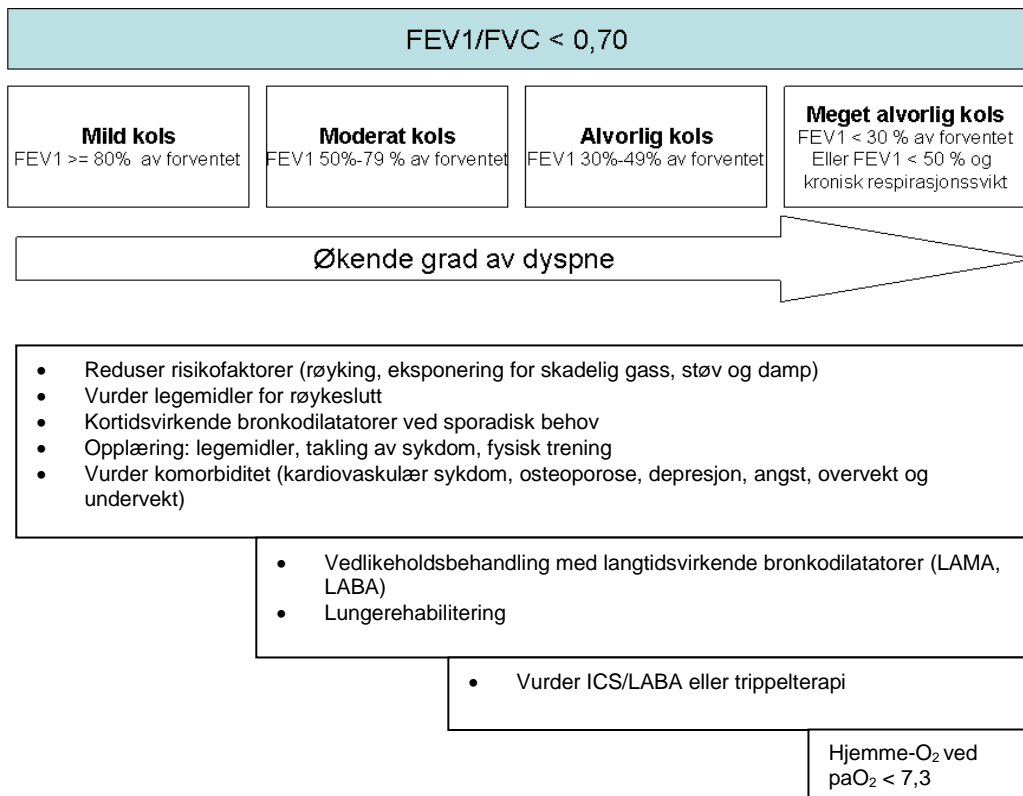 FEV1/FVC < 0,70
Mild kols
FEV1 >= 80% av forventet
Moderat kols
FEV1 50%-79 % av forventet
Alvorlig kols
FEV1 30%-49% av forventet
Meget alvorlig kols
FEV1 < 30 % av forventet
Eller FEV1 < 50 % og
kronisk respirasjonssvikt
Økende grad av dyspne
• Reduser risikofaktorer (røyking, eksponering for skadelig gass, støv og damp)
• Vurder legemidler for røykeslutt
• Kortidsvirkende bronkodilatatorer ved sporadisk behov
• Opplæring: legemidler, takling av sykdom, fysisk trening
• Vurder komorbiditet (kardiovaskulær sykdom, osteoporose, depresjon, angst, overvekt og
undervekt)
• Vedlikeholdsbehandling med langtidsvirkende bronkodilatatorer (LAMA,
LABA)
• Lungerehabilitering
• Vurder ICS/LABA eller trippelterapi
Hjemme-O₂ ved
paO₂ < 7,3